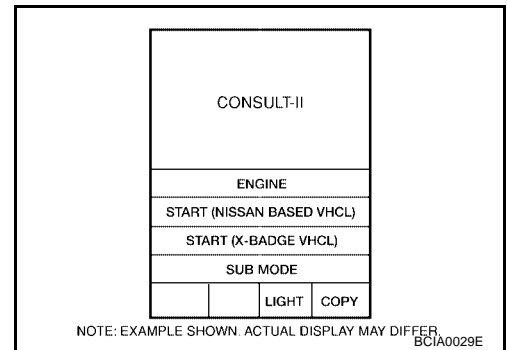 CONSULT-II
ENGINE
START (NISSAN BASED VHCL)
START (X-BADGE VHCL)
SUB MODE
LIGHT COPY
NOTE: EXAMPLE SHOWN. ACTUAL DISPLAY MAY DIFFER.
BCIA0029E